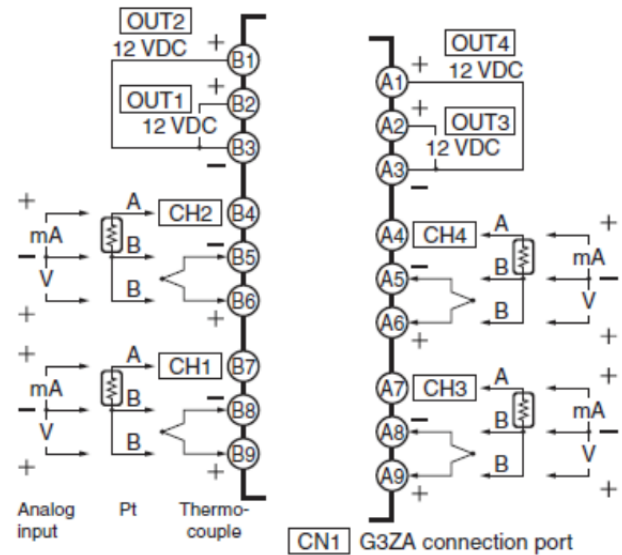 OUT2
12 VDC
+
B1
OUT1
+
B2
12 VDC
B3
−
+
A
CH2
B4
mA
−
B
−
B5
V
B
B6
+
+
+
A
CH1
B7
mA
−
B
−
B8
V
B
B9
+
+
Analog
input
Pt
Thermo-
couple
OUT4
+
12 VDC
A1
+
A2
OUT3
12 VDC
A3
−
A4
CH4
A
+
mA
A5
−
B
−
V
A6
B
+
+
A7
CH3
A
+
mA
A8
−
B
−
V
A9
B
+
+
CN1 G3ZA connection port